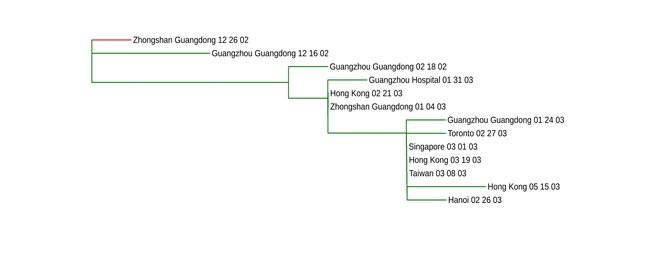 Zhongshan Guangdong 12 26 02
Guangzhou Guangdong 12 16 02
Guangzhou Guangdong 02 18 02
Guangzhou Hospital 01 31 03
Hong Kong 02 21 03
Zhongshan Guangdong 01 04 03
Guangzhou Guangdong 01 24 03
Toronto 02 27 03
Singapore 03 01 03
Hong Kong 03 19 03
Taiwan 03 08 03
Hong Kong 05 15 03
Hanoi 02 26 03